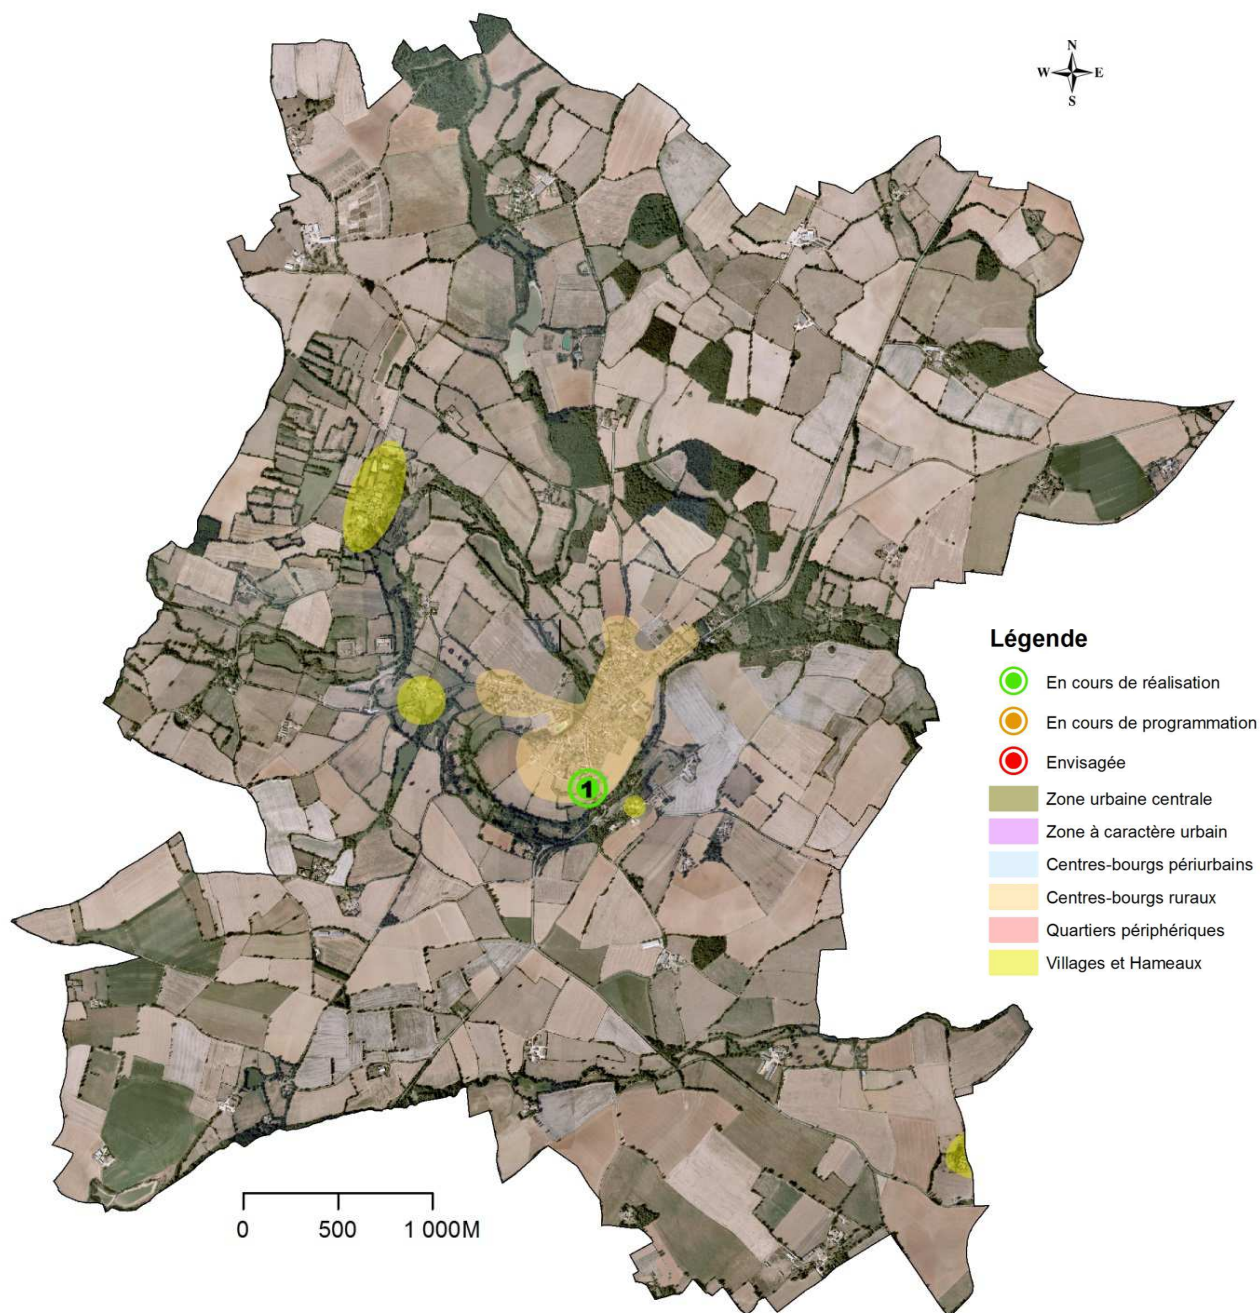 N
W E
S
Légende
En cours de réalisation
En cours de programmation
Envisagée
Zone urbaine centrale
Zone à caractère urbain
Centres-bourgs périurbains
Centres-bourgs ruraux
Quartiers périphériques
Villages et Hameaux
1
0 500 1 000M